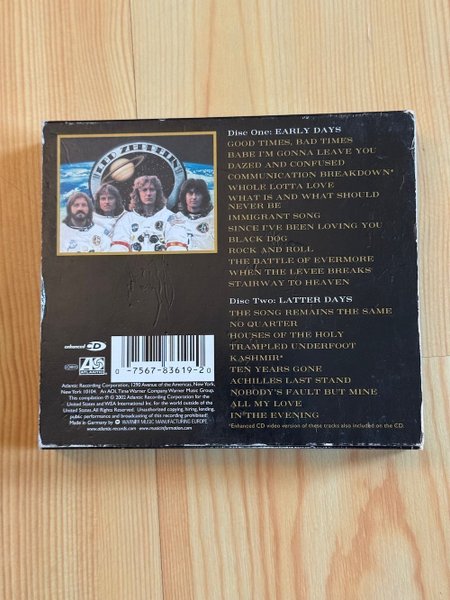 LED ZEPPELIN
Disc One: EARLY DAYS
GOOD TIMES, BAD TIMES
BABE I'M GONNA LEAVE YOU
DAZED AND CONFUSED
COMMUNICATION BREAKDOWN*
WHOLE LOTTA LOVE
WHAT IS AND WHAT SHOULD
NEVER BE
IMMIGRANT SONG
SINCE I'VE BEEN LOVING YOU
BLACK DOG
ROCK AND ROLL
THE BATTLE OF EVERMORE
WHEN THE LEVEE BREAKS
STAIRWAY TO HEAVEN
Disc Two: LATTER DAYS
THE SONG REMAINS THE SAME
NO QUARTER
HOUSES OF THE HOLY
TRAMPLED UNDERFOOT
KASHMIR*
TEN YEARS GONE
ACHILLES LAST STAND
NOBODY'S FAULT BUT MINE
ALL MY LOVE
IN THE EVENING
*Enhanced CD video version of these tracks also included on the CD.
enhanced CD
ATLANTIC
0 -7567-83619-2 0
Atlantic Recording Corporation, 1290 Avenue of the Americas, New York,
New York 10104. An AOL Time Warner Company. Warner Music Group.
This compilation ℗ © 2002 Atlantic Recording Corporation for the
United States and WEA International Inc. for the world outside of the
United States. All Rights Reserved. Unauthorized copying, hiring, lending,
public performance and broadcasting of this recording prohibited!
Made in Germany by WARNER MUSIC MANUFACTURING EUROPE.
www.atlantic-records.com www.musicinformation.com